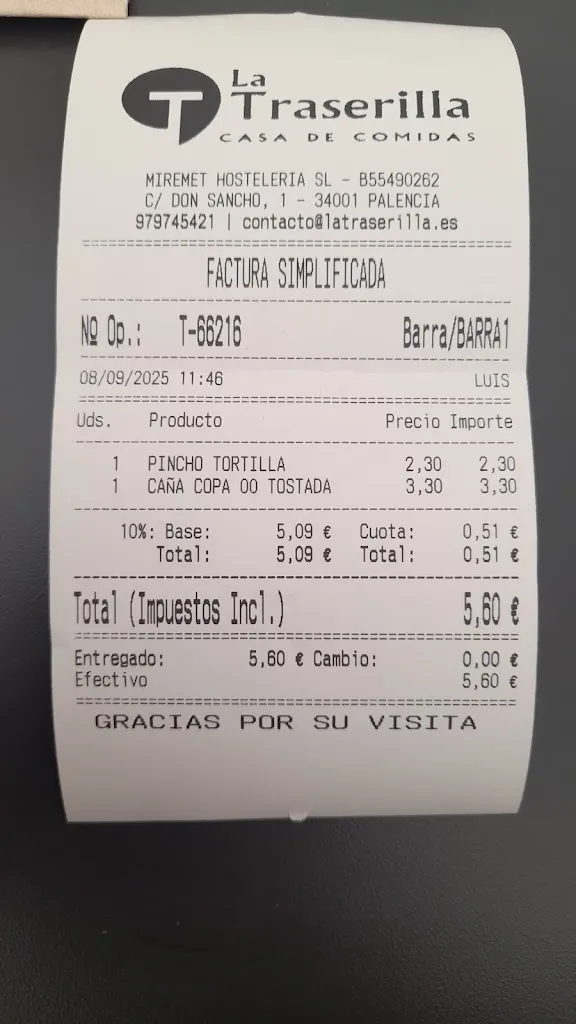 La
Traserilla
CASA DE COMIDAS
MIREMET HOSTELERIA SL - B55490262
C/ DON SANCHO, 1 - 34001 PALENCIA
979745421 | contacto@latraserilla.es
FACTURA SIMPLIFICADA
Nº Op.: T-66216 Barra/BARRA1
08/09/2025 11:46 LUIS
Uds. Producto Precio Importe
1 PINCHO TORTILLA 2,30 2,30
1 CAÑA COPA 00 TOSTADA 3,30 3,30
10%: Base: 5,09 € Cuota: 0,51 €
Total: 5,09 € Total: 0,51 €
Total (Impuestos Incl.) 5,60 €
Entregado: 5,60 € Cambio: 0,00 €
Efectivo 5,60 €
GRACIAS POR SU VISITA